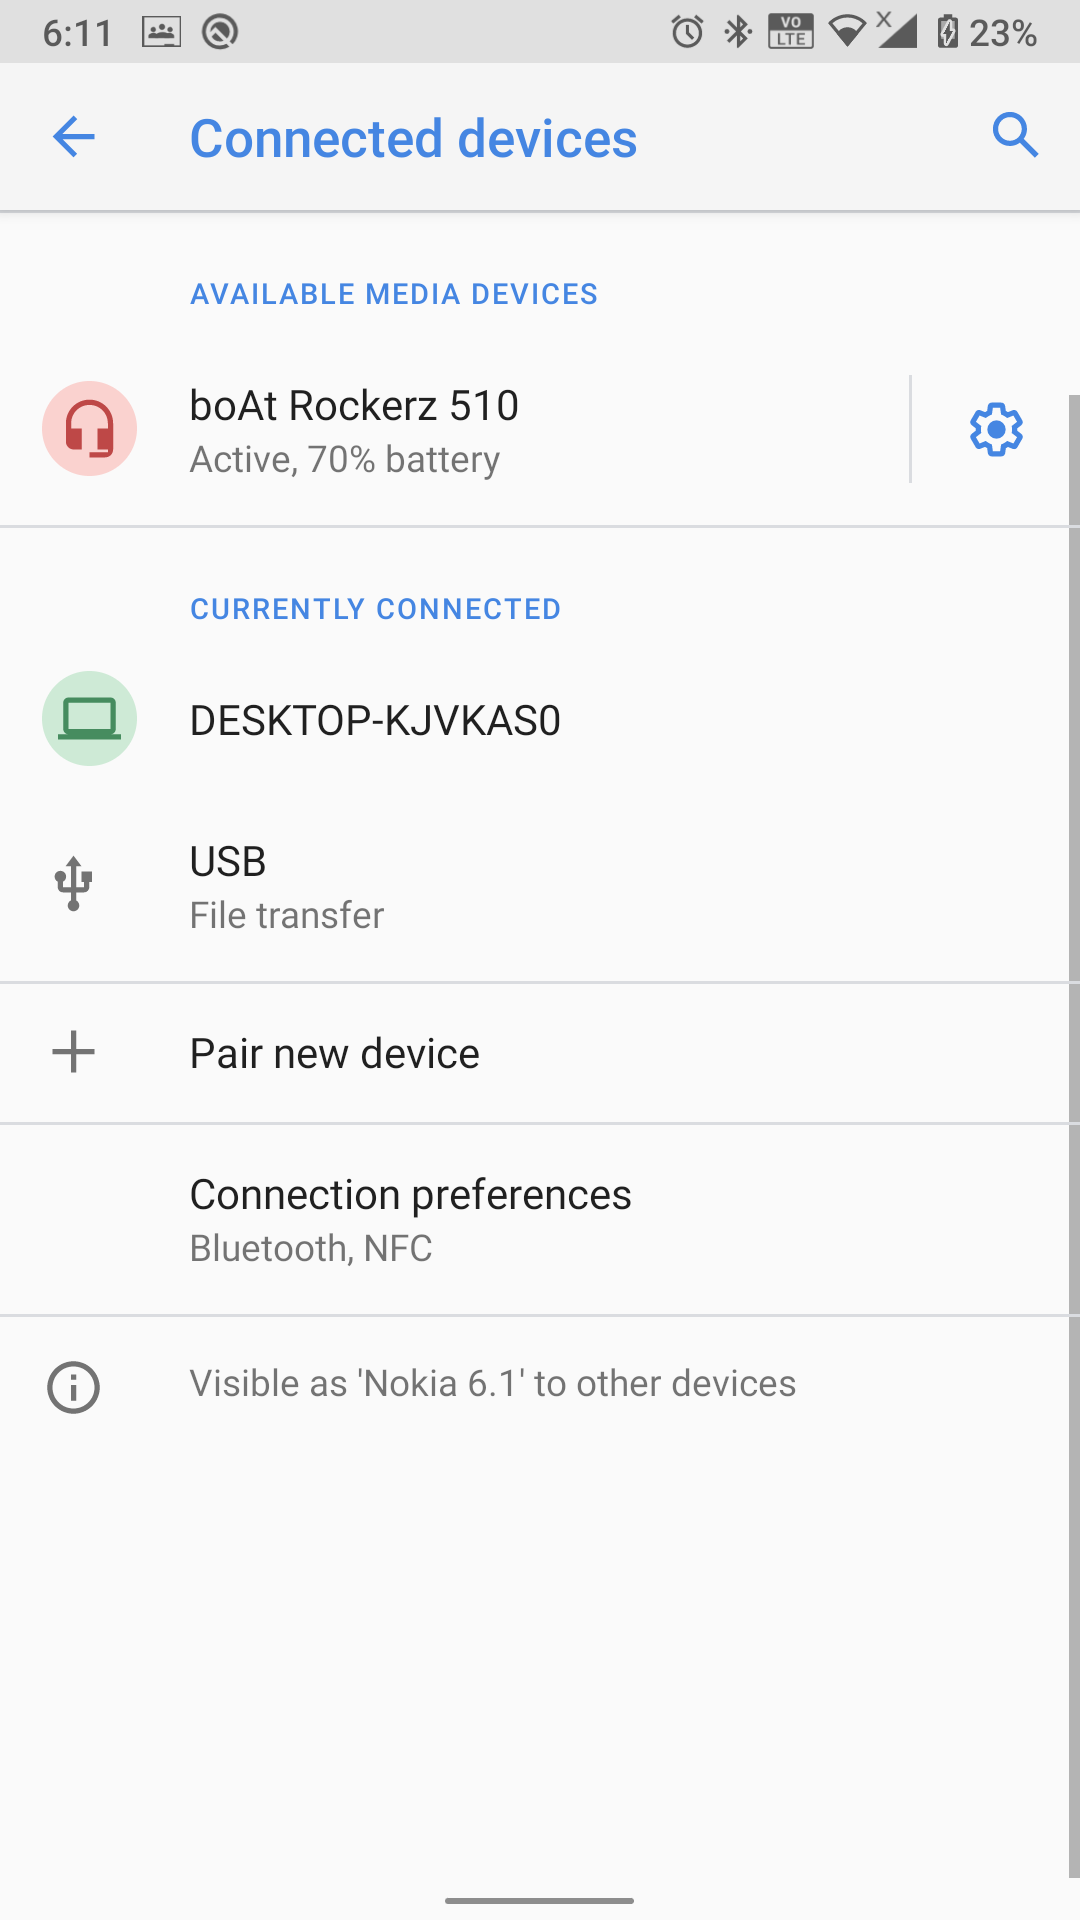 6:11
VO
LTE
X
23%
Connected devices
AVAILABLE MEDIA DEVICES
boAt Rockerz 510
Active, 70% battery
CURRENTLY CONNECTED
DESKTOP-KJVKAS0
USB
File transfer
Pair new device
Connection preferences
Bluetooth, NFC
Visible as 'Nokia 6.1' to other devices